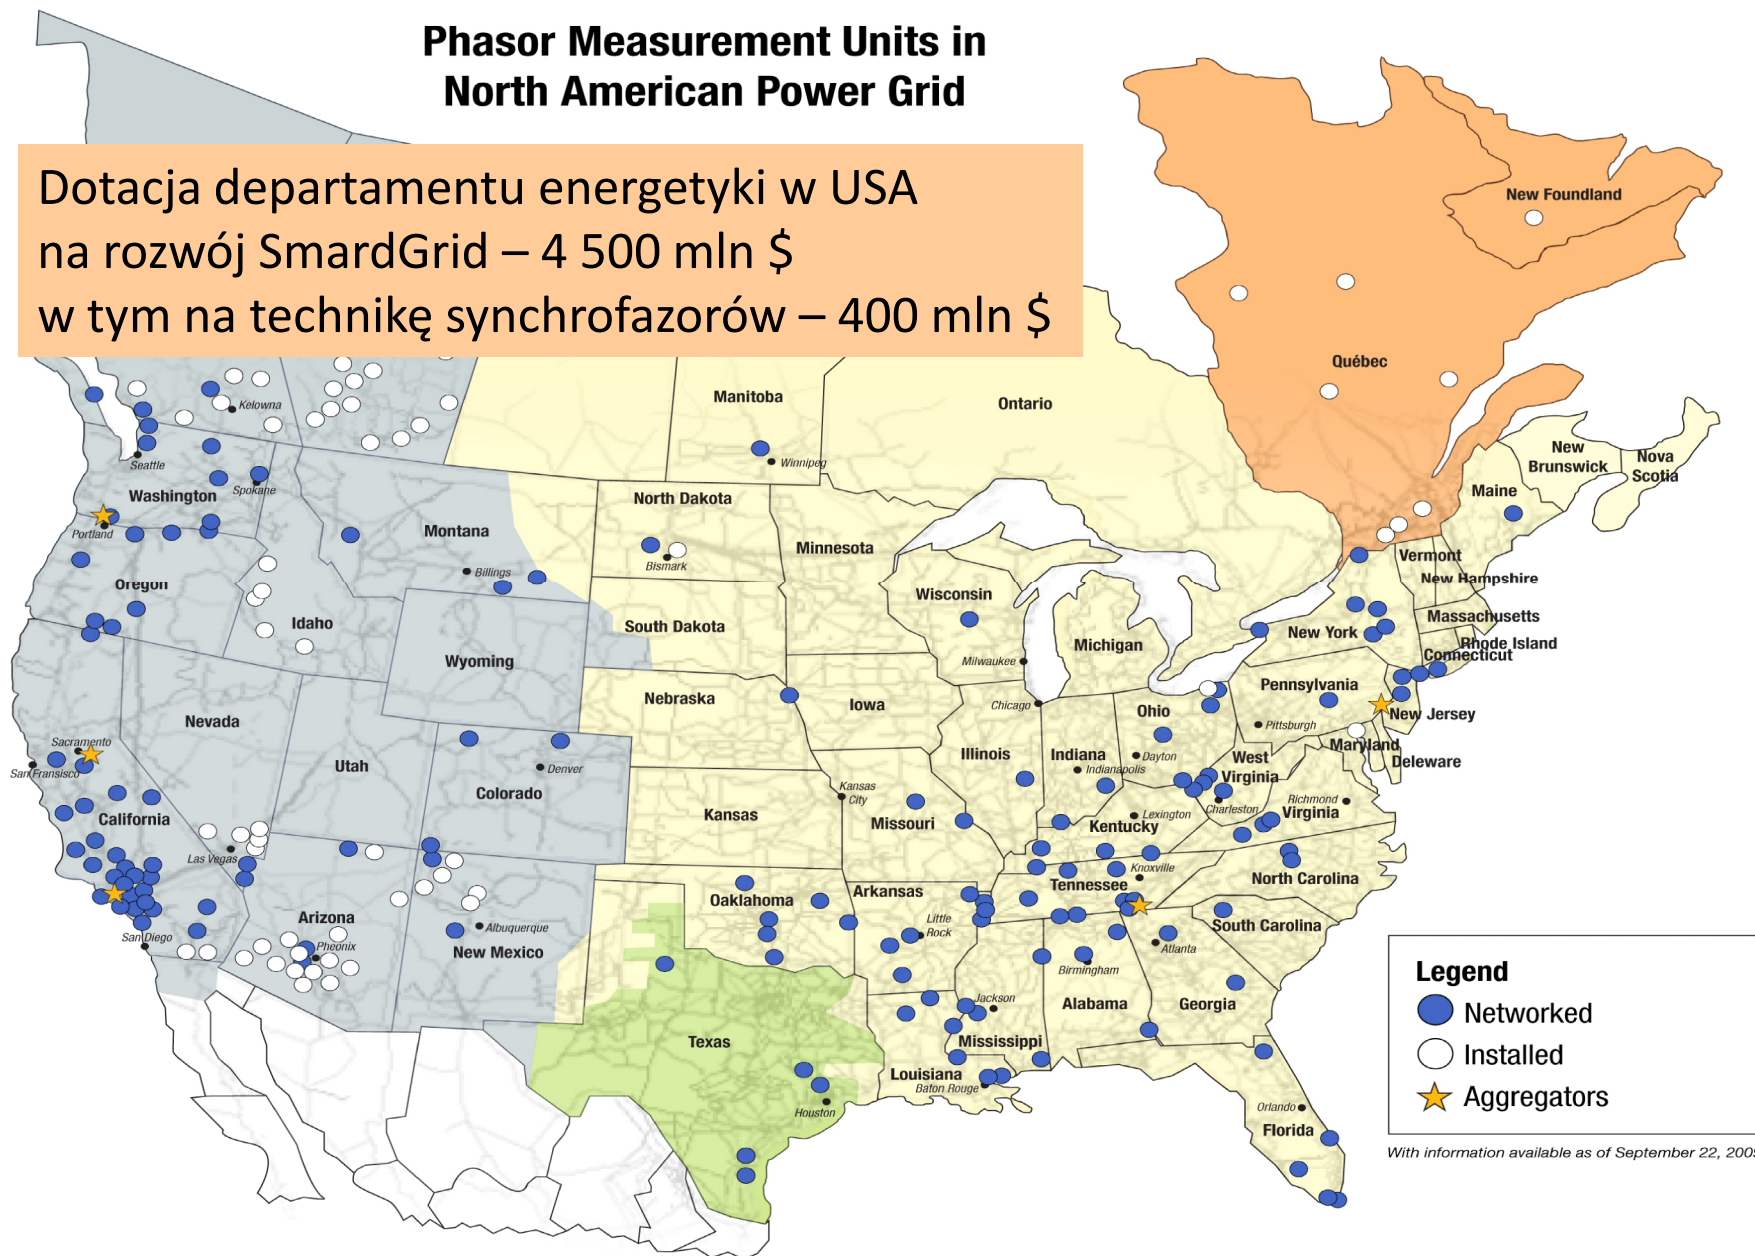 Phasor Measurement Units in
North American Power Grid
Dotacja departamentu energetyki w USA
na rozwój SmardGrid – 4 500 mln $
w tym na technikę synchrofazorów – 400 mln $
New Foundland
Québec
Manitoba
Ontario
Kelowna
Winnipeg
New
Brunswick
Nova
Scotia
Seattle
Washington
Spokane
Portland
Montana
Billings
North Dakota
Bismark
Minnesota
Maine
Vermont
New Hampshire
Massachusetts
Rhode Island
Connecticut
Oregon
Idaho
Wyoming
South Dakota
Wisconsin
Milwaukee
Michigan
New York
Nebraska
Iowa
Chicago
Pennsylvania
Pittsburgh
New Jersey
Ohio
Dayton
Maryland
Deleware
Nevada
Sacramento
San Fransisco
Utah
Denver
Colorado
Illinois
Indiana
Indianapolis
West
Virginia
Charleston
Richmond
Virginia
Kansas
City
Kansas
Missouri
Lexington
Kentucky
California
Las Vegas
Arizona
Pheonix
San Diego
Albuquerque
New Mexico
Oklahoma
Arkansas
Little
Rock
Tennessee
Knoxville
North Carolina
South Carolina
Atlanta
Birmingham
Alabama
Georgia
Jackson
Mississippi
Texas
Houston
Louisiana
Baton Rouge
Orlando
Florida
Legend
Networked
Installed
Aggregators
With information available as of September 22, 2009